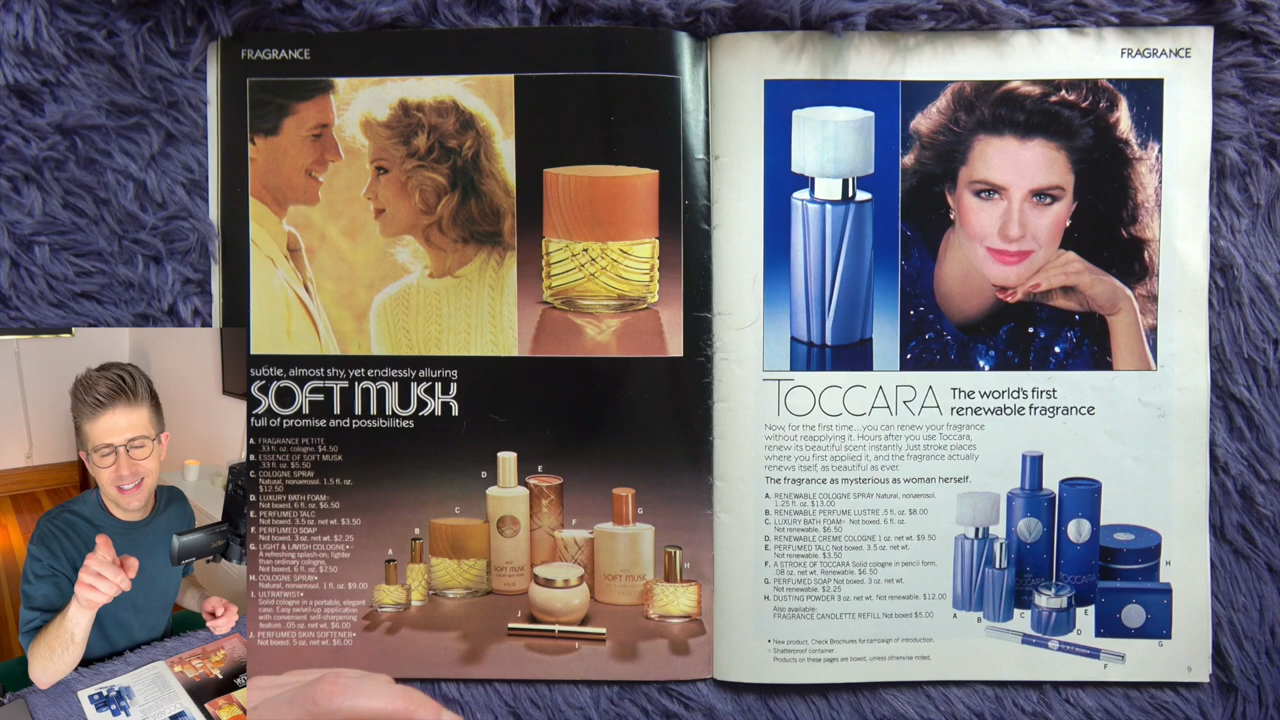 FRAGRANCE
subtle, almost shy, yet endlessly alluring
SOFT MUSK
full of promise and possibilities
A. FRAGRANCE PETITE
.33 fl. oz. cologne. $4.50
B. ESSENCE OF SOFT MUSK
.33 fl. oz. $5.50
C. COLOGNE SPRAY
Natural, nonaerosol. 1.5 fl. oz.
$12.50
D. LUXURY BATH FOAM
Not boxed. 6 fl. oz. $6.50
E. PERFUMED TALC
Not boxed. 3.5 oz. net wt. $3.50
F. PERFUMED SOAP
Not boxed. 3 oz. net wt. $2.25
G. LIGHT & LAVISH COLOGNE
A refreshing splash-on, lighter
than ordinary cologne.
Not boxed. 6 fl. oz. $7.50
H. COLOGNE SPRAY•
Natural, nonaerosol. 1 fl. oz. $9.00
I. ULTRATWIST•
Solid cologne in a portable, elegant
case. Easy swivel-up application
with convenient self-sharpening
feature. .05 oz. net wt. $6.00
J. PERFUMED SKIN SOFTENER•
Not boxed. 5 oz. net wt. $6.00
A
B
C
D
E
F
G
H
J
I
SOFT MUSK
SOFT MUSK
FRAGRANCE
TOCCARA The world's first
renewable fragrance
Now, for the first time...you can renew your fragrance
without reapplying it. Hours after you use Toccara,
renew its beautiful scent instantly. Just stroke places
where you first applied it, and the fragrance actually
renews itself, as beautiful as ever.
The fragrance as mysterious as woman herself.
A. RENEWABLE COLOGNE SPRAY Natural, nonaerosol.
1.25 fl. oz. $13.00
B. RENEWABLE PERFUME LUSTRE .5 fl. oz. $8.00
C. LUXURY BATH FOAM○ Not boxed. 6 fl. oz.
Not renewable. $6.50
D. RENEWABLE CREME COLOGNE 1 oz. net wt. $9.50
E. PERFUMED TALC Not boxed. 3.5 oz. net wt.
Not renewable. $3.50
F. A STROKE OF TOCCARA Solid cologne in pencil form.
.08 oz. net wt. Renewable. $6.50
G. PERFUMED SOAP Not boxed. 3 oz. net wt.
Not renewable. $2.25
H. DUSTING POWDER 3 oz. net wt. Not renewable. $12.00
Also available:
FRAGRANCE CANDLETTE REFILL Not boxed $5.00
• New product. Check Brochures for campaign of introduction.
○ Shatterproof container.
Products on these pages are boxed, unless otherwise noted.
A
B
C
D
E
F
G
H
TOCCARA
9